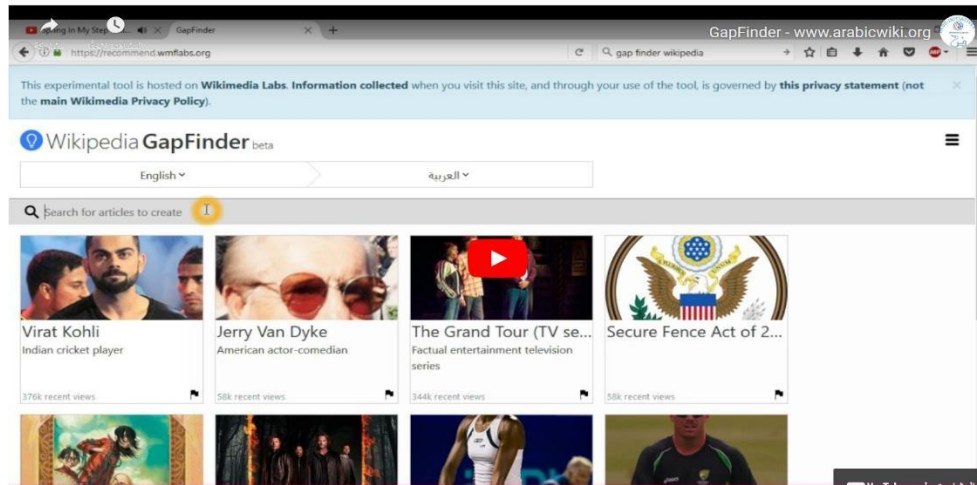 Spring In My Step
GapFinder
GapFinder - www.arabicwiki.org
https://recommend.wmflabs.org
gap finder wikipedia
This experimental tool is hosted on Wikimedia Labs. Information collected when you visit this site, and through your use of the tool, is governed by this privacy statement (not
the main Wikimedia Privacy Policy).
Wikipedia GapFinder beta
English
العربية
Search for articles to create
Virat Kohli
Indian cricket player
376k recent views
Jerry Van Dyke
American actor-comedian
58k recent views
The Grand Tour (TV se...
Factual entertainment television
series
344k recent views
Secure Fence Act of 2...
58k recent views